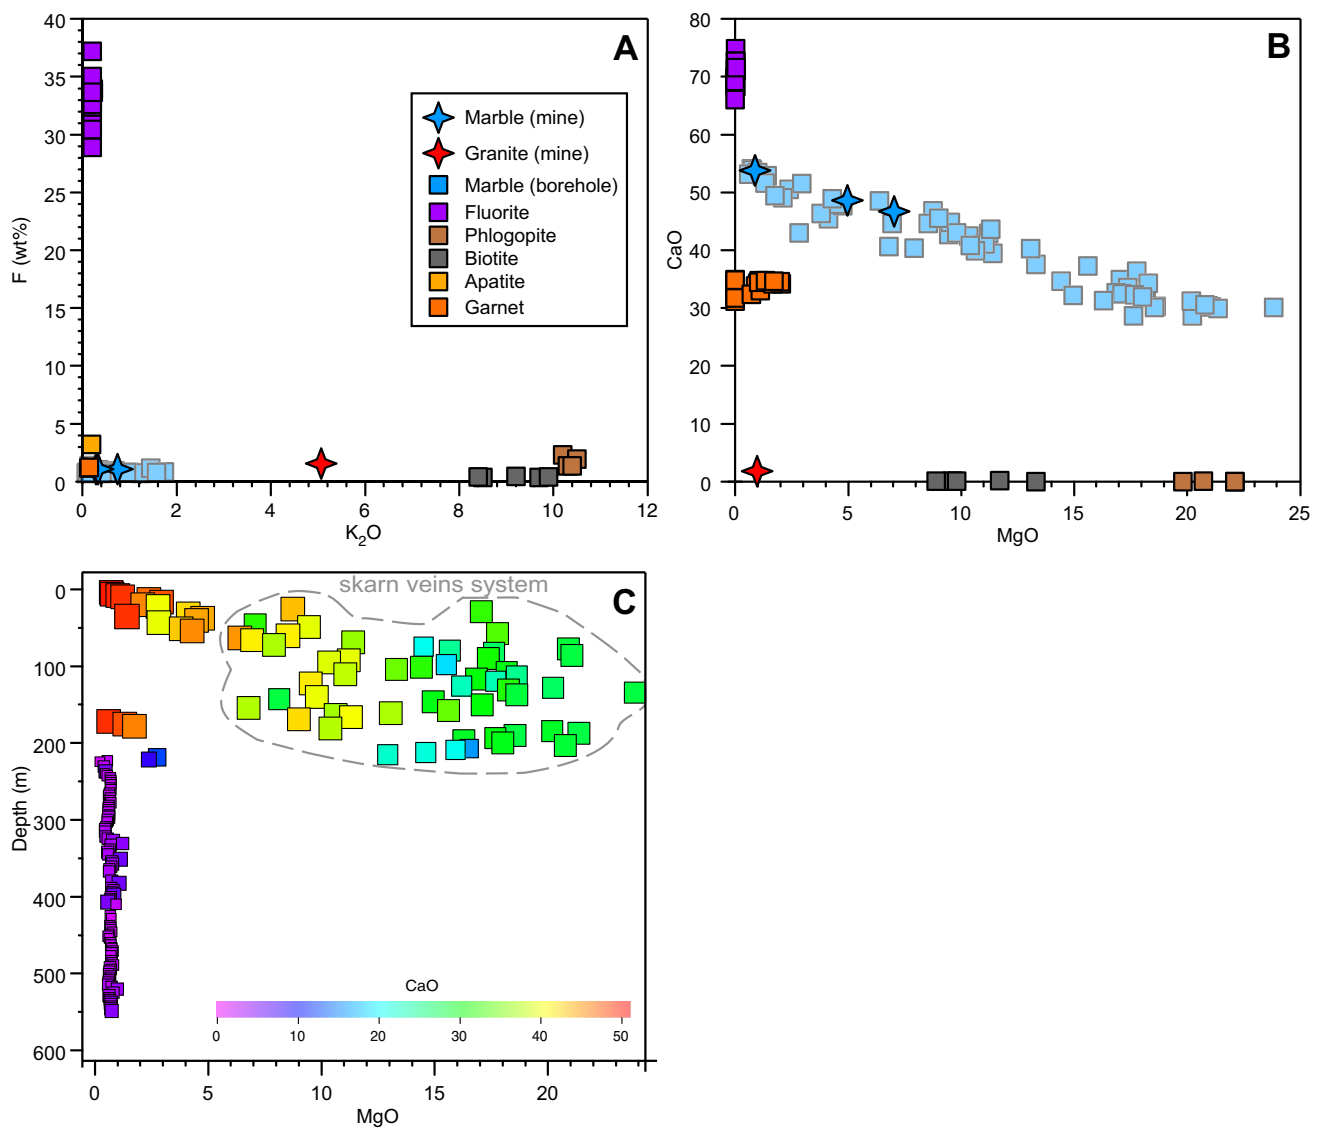 A
40
35
30
25
20
15
10
5
0
F (wt%)
0 2 4 6 8 10 12
K2O
Marble (mine)
Granite (mine)
Marble (borehole)
Fluorite
Phlogopite
Biotite
Apatite
Garnet
B
80
70
60
50
40
30
20
10
0
CaO
0 5 10 15 20 25
MgO
skarn veins system
C
0
100
200
300
400
500
600
Depth (m)
CaO
0 10 20 30 40 50
0 5 10 15 20
MgO